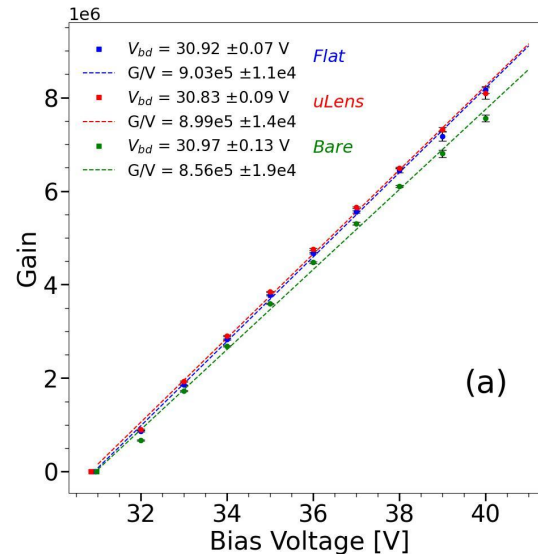 1e6
V_bd = 30.92 ±0.07 V Flat
G/V = 9.03e5 ±1.1e4
V_bd = 30.83 ±0.09 V uLens
G/V = 8.99e5 ±1.4e4
V_bd = 30.97 ±0.13 V Bare
G/V = 8.56e5 ±1.9e4
8
6
4
2
0
Gain
(a)
32 34 36 38 40
Bias Voltage [V]